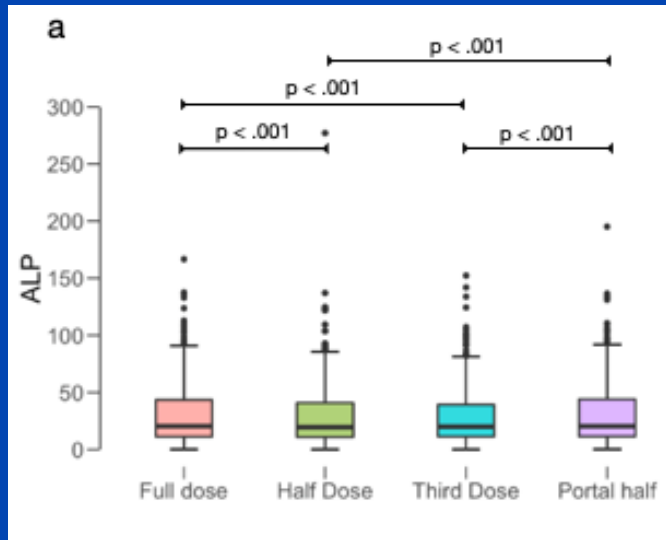 a
p < .001
p < .001
p < .001
p < .001
300
250
200
150
100
50
0
ALP
Full dose
Half Dose
Third Dose
Portal half